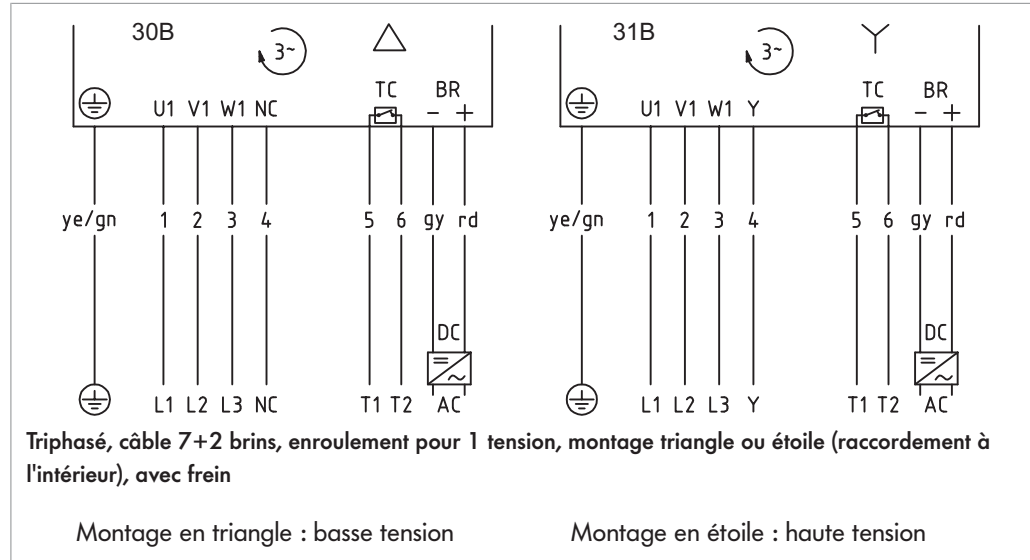 30B 3~ 31B 3~
TC BR TC BR
U1 V1 W1 NC - + U1 V1 W1 Y - +
ye/gn 1 2 3 4 5 6 gy rd ye/gn 1 2 3 4 5 6 gy rd
DC DC
L1 L2 L3 NC T1 T2 AC L1 L2 L3 Y T1 T2 AC
Triphasé, câble 7+2 brins, enroulement pour 1 tension, montage triangle ou étoile (raccordement à
l'intérieur), avec frein
Montage en triangle : basse tension Montage en étoile : haute tension